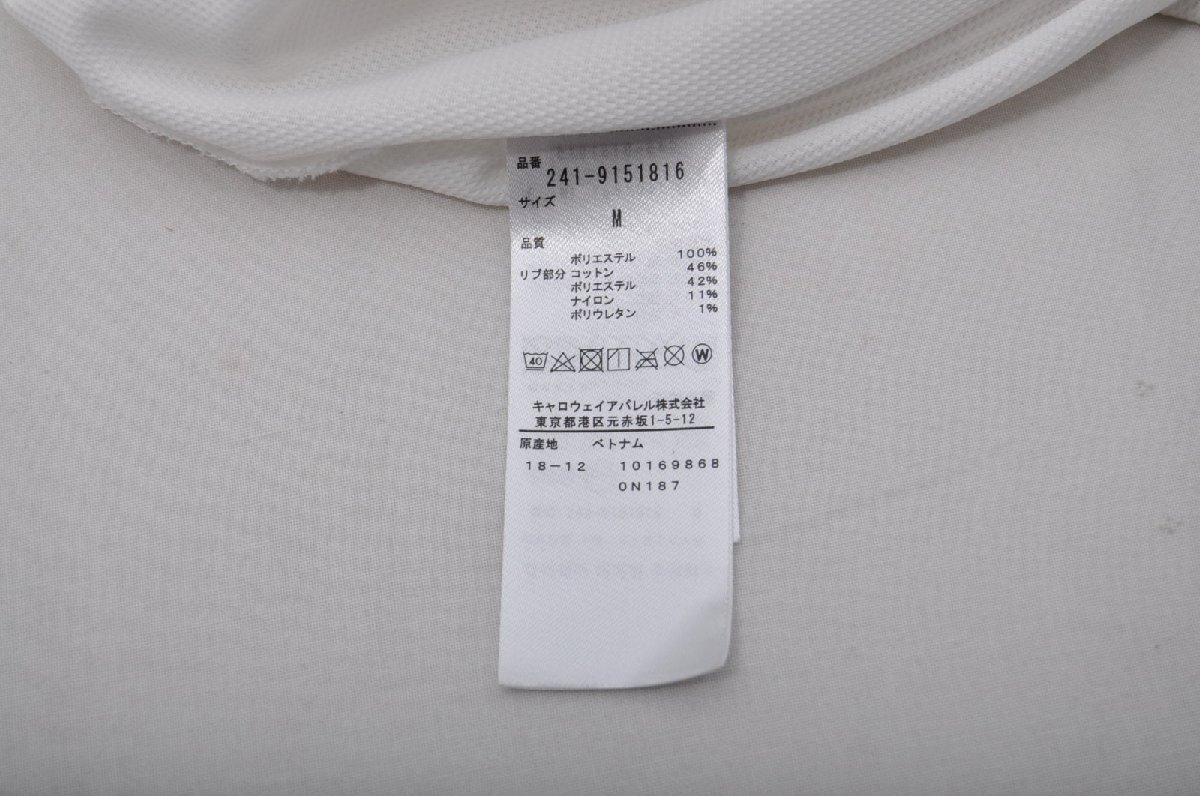 品番
241-9151816
サイズ
M
品質
ポリエステル 100%
リブ部分 コットン 46%
ポリエステル 42%
ナイロン 11%
ポリウレタン 1%
40 W
キャロウェイアパレル株式会社
東京都港区元赤坂1-5-12
原産地 ベトナム
18-12 10169868
0N187